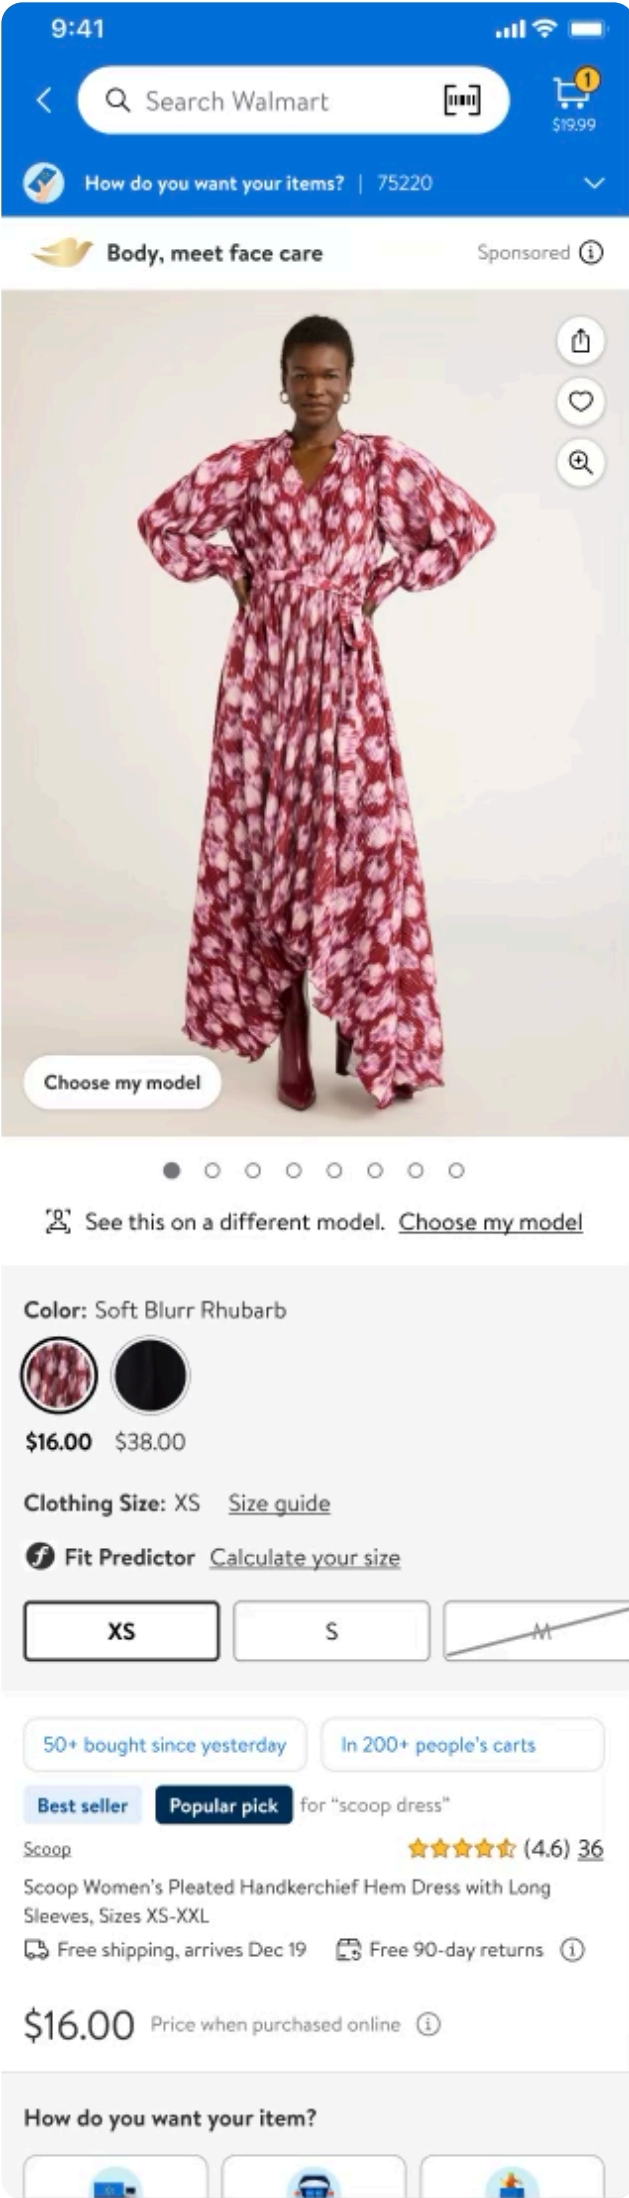 9:41
Search Walmart
1
$19.99
How do you want your items? | 75220
Body, meet face care
Sponsored
Choose my model
See this on a different model. Choose my model
Color: Soft Blurr Rhubarb
$16.00 $38.00
Clothing Size: XS Size guide
Fit Predictor Calculate your size
XS S M
50+ bought since yesterday In 200+ people's carts
Best seller Popular pick for “scoop dress”
Scoop (4.6) 36
Scoop Women's Pleated Handkerchief Hem Dress with Long
Sleeves, Sizes XS-XXL
Free shipping, arrives Dec 19 Free 90-day returns
$16.00 Price when purchased online
How do you want your item?